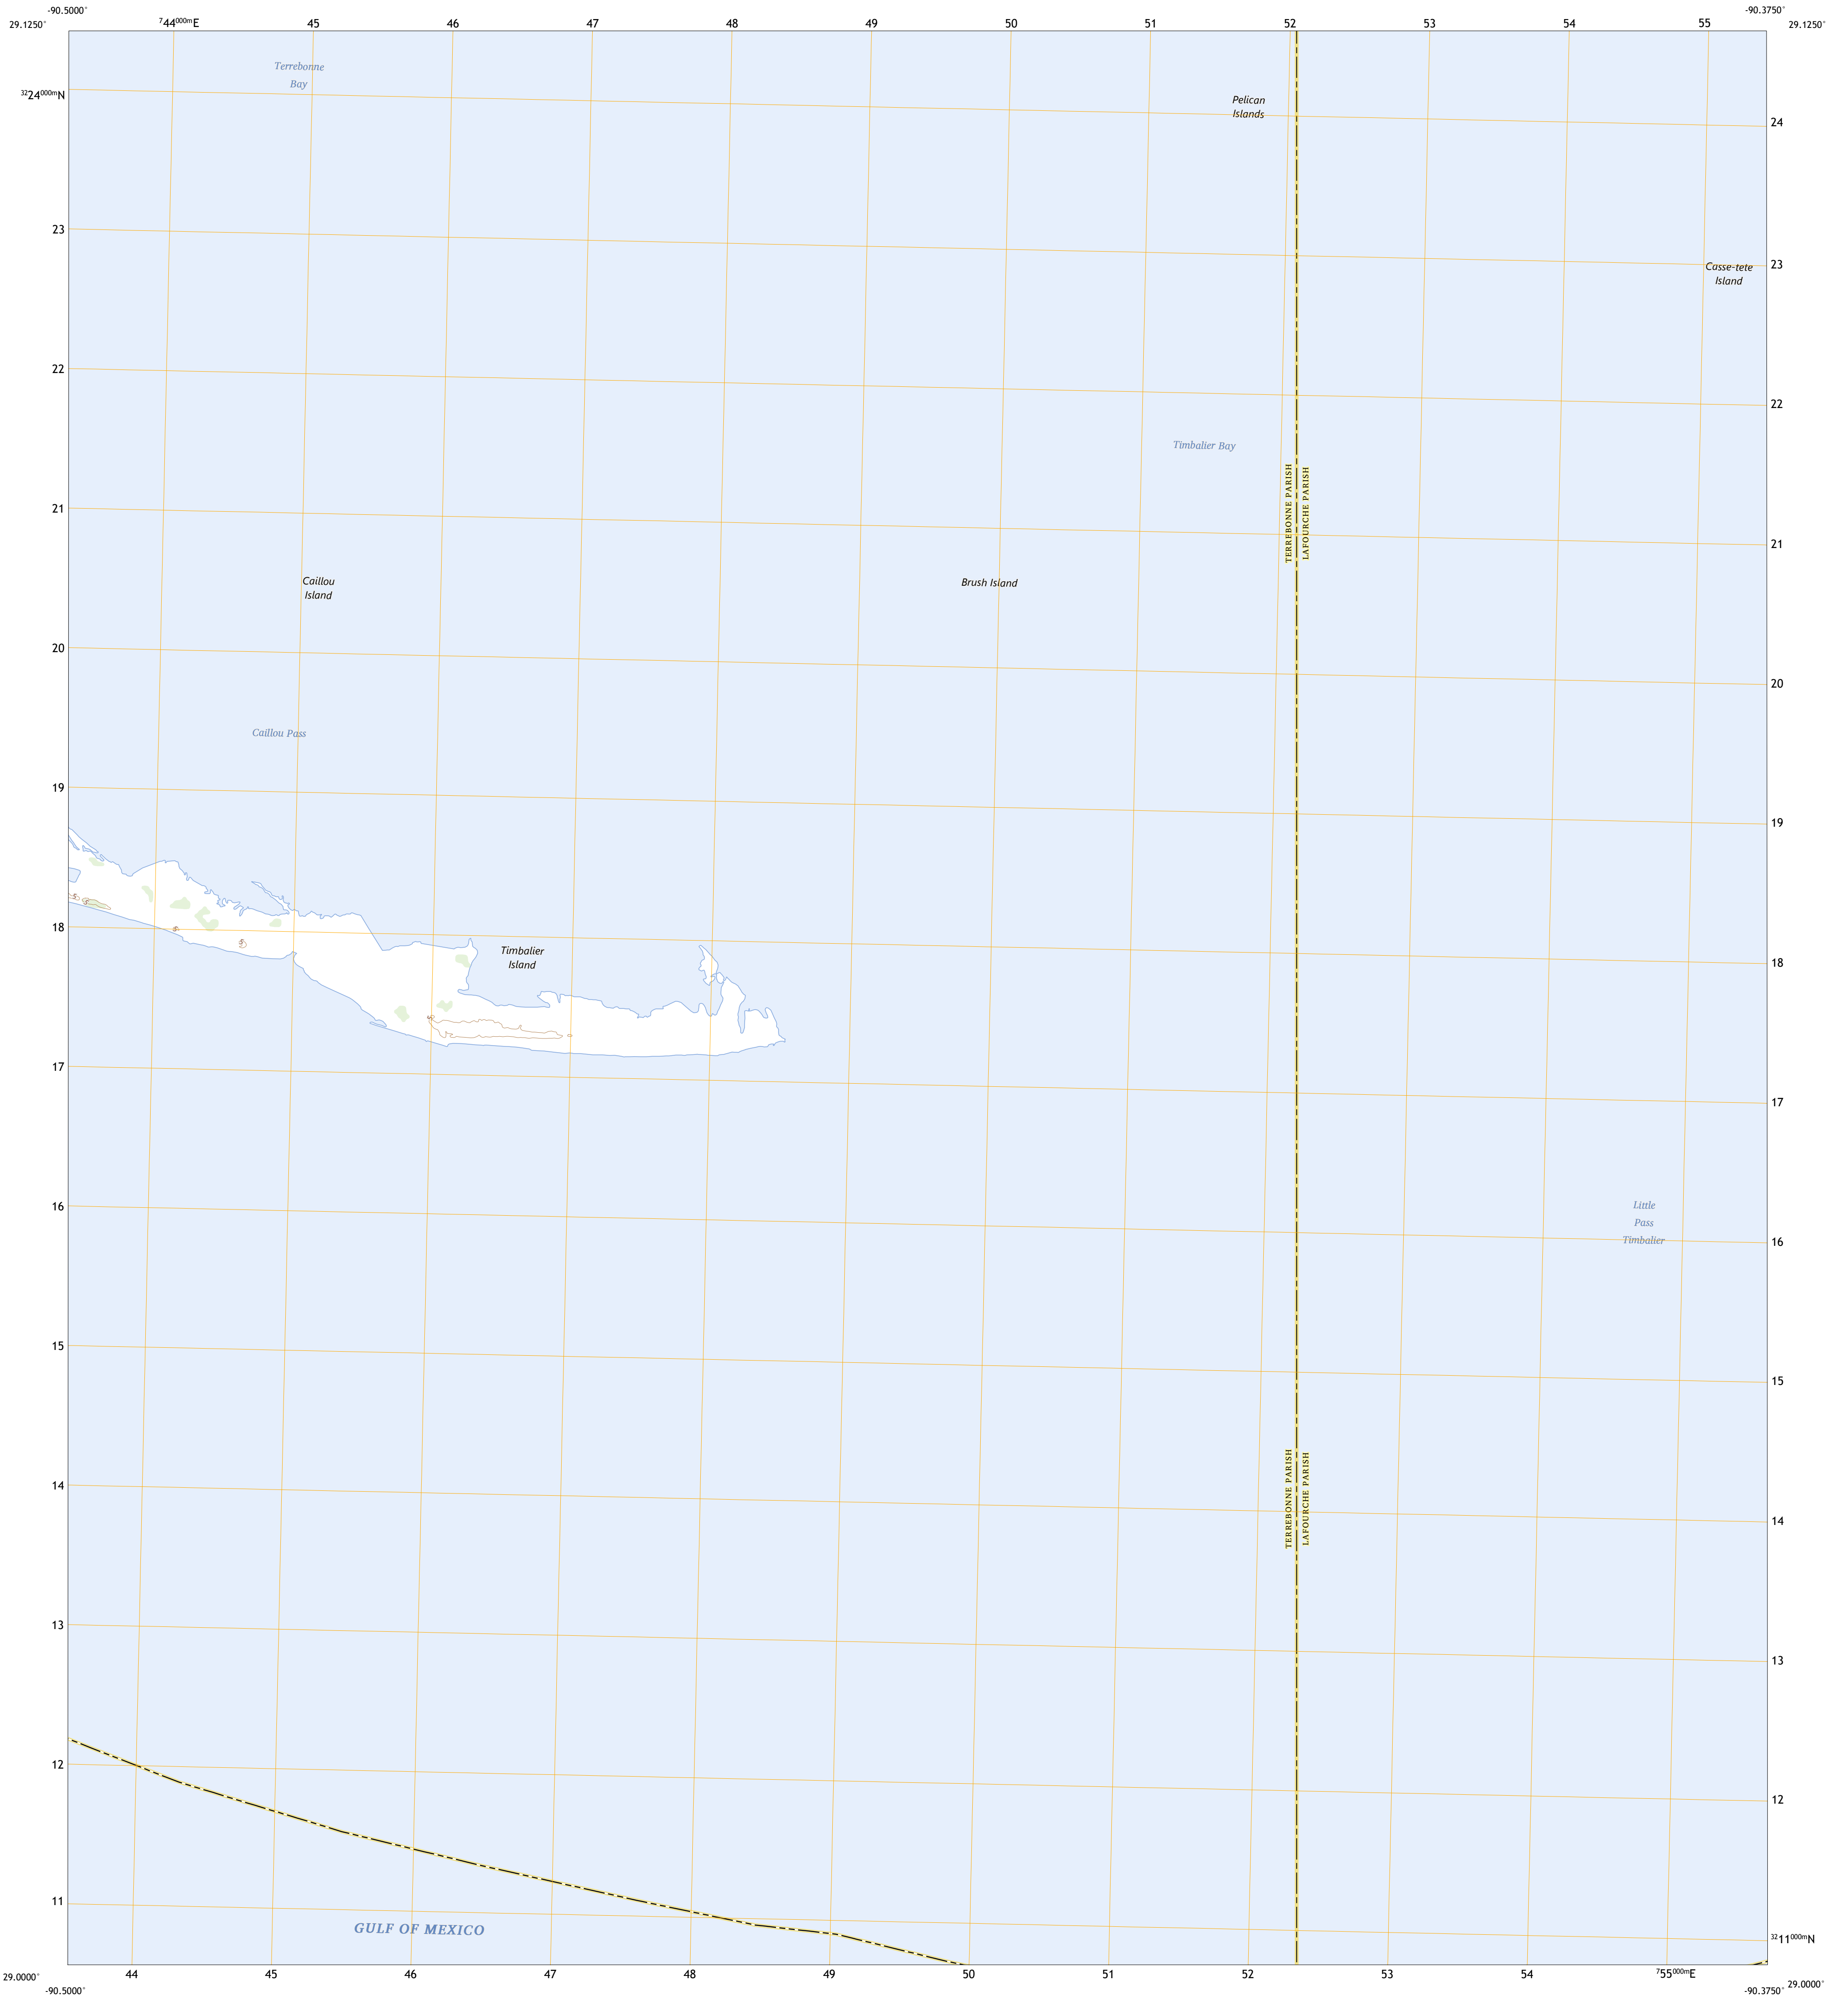 -90.5000°
-90.3750°
29.1250°
⁷44⁰⁰⁰ᵐE
45
46
47
48
49
50
51
52
53
54
55
29.1250°
Terrebonne
Bay
³²24⁰⁰⁰ᵐN
Pelican
Islands
24
23
Casse-tete
Island
23
22
22
Timbalier Bay
TERREBONNE PARISH
LAFOURCHE PARISH
21
21
Caillou
Island
Brush Island
20
20
Caillou Pass
19
19
5
5
5
5
18
Timbalier
Island
18
5
17
17
16
Little
Pass
Timbalier
16
15
15
TERREBONNE PARISH
LAFOURCHE PARISH
14
14
13
13
12
12
11
GULF OF MEXICO
³²11⁰⁰⁰ᵐN
29.0000°
44
45
46
47
48
49
50
51
52
53
54
⁷55⁰⁰⁰ᵐE
29.0000°
-90.5000°
-90.3750°